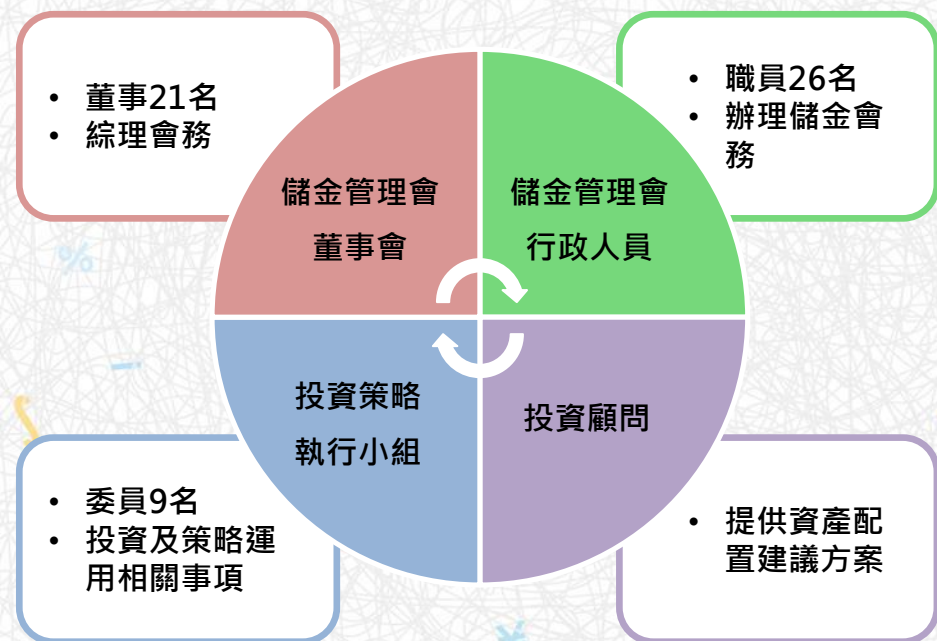 • 董事21名
• 綜理會務
• 職員26名
• 辦理儲金會
務
儲金管理會
董事會
儲金管理會
行政人員
投資策略
執行小組
投資顧問
• 委員9名
• 投資及策略運
用相關事項
• 提供資產配
置建議方案